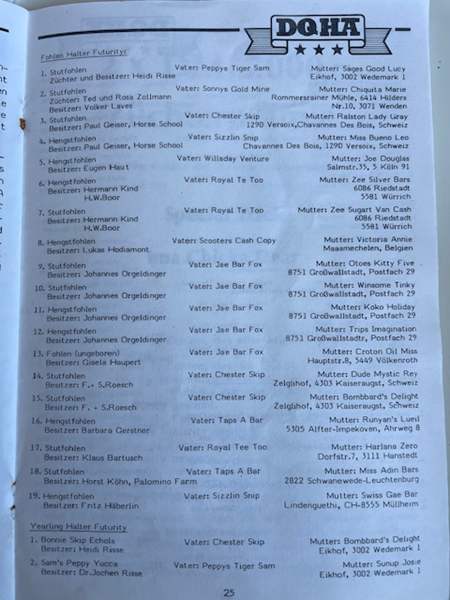 DQHA
Fohlen Halter Futurity:
1. Stutfohlen Vater: Peppys Tiger Sam Mutter: Sages Good Lucy
Züchter und Besitzer: Heidi Risse Eikhof, 3002 Wedemark 1
2. Stutfohlen Vater: Sonnys Gold Mine Mutter: Chiquita Marie
Züchter: Ted und Rosa Zollmann Rommersrainer Mühle, 6414 Hilders
Besitzer: Volker Laves Nr.10, 3071 Wenden
3. Stutfohlen Vater: Chester Skip Mutter: Ralston Lady Gray
Besitzer: Paul Geiser, Horse School 1290 Versoix, Chavannes Des Bois, Schweiz
4. Hengstfohlen Vater: Sizzlin Snip Mutter: Miss Bueno Leo
Besitzer: Paul Geiser, Horse School Chavannes Des Bois, 1290 Versoix, Schweiz
5. Hengstfohlen Vater: Willaday Venture Mutter: Joe Douglas
Besitzer: Eugen Haut Salmstr.35, 5 Köln 91
6. Hengstfohlen Vater: Royal Te Too Mutter: Zee Silver Bars
Besitzer: Hermann Kind 6086 Riedstadt
H.W.Boor 5581 Würrich
7. Stutfohlen Vater: Royal Te Too Mutter: Zee Sugart Van Cash
Besitzer: Hermann Kind 6086 Riedstadt
H.W.Boor 5581 Würrich
8. Hengstfohlen Vater: Scooters Cash Copy Mutter: Victoria Annie
Besitzer: Lukas Hodismont Maasmechelen, Belgien
9. Stutfohlen Vater: Jae Bar Fox Mutter: Otoes Kitty Five
Besitzer: Johannes Orgeldinger 8751 Großwallstadt, Postfach 29
10. Stutfohlen Vater: Jae Bar Fox Mutter: Winsome Tinky
Besitzer: Johannes Orgeldinger 8751 Großwallstadt, Postfach 29
11. Hengstfohlen Vater: Jae Bar Fox Mutter: Koko Holiday
Besitzer: Johannes Orgeldinger 8751 Großwallstadt, Postfach 29
12. Hengstfohlen Vater: Jae Bar Fox Mutter: Trips Imagination
Besitzer: Johannes Orgeldinger 8751 Großwallstadt, Postfach 29
13. Fohlen (ungeboren) Vater: Jae Bar Fox Mutter: Croton Oil Miss
Besitzer: Gisela Haupert Hauptstr.8, 5449 Völkenroth
14. Stutfohlen Vater: Chester Skip Mutter: Dude Mystic Rey
Besitzer: F.+ S.Roesch Zelglhof, 4303 Kaiseraugst, Schweiz
15. Stutfohlen Vater: Chester Skip Mutter: Bombbard's Delight
Besitzer: F. + S.Roesch Zelglhof, 4303 Kaiseraugst, Schweiz
16. Hengstfohlen Vater: Taps A Bar Mutter: Runyan's Lueil
Besitzer: Barbara Gerstner 5305 Alfter-Impekoven, Ahrweg 8
17. Stutfohlen Vater: Royal Tee Too Mutter: Harlans Zero
Besitzer: Klaus Bartusch Dorfstr.7, 3111 Hanstedt
18. Stutfohlen Vater: Taps A Bar Mutter: Miss Adin Bars
Besitzer: Horst Köhn, Palomino Farm 2822 Schwanewede-Leuchtenburg
19. Hengstfohlen Vater: Sizzlin Snip Mutter: Swiss Gae Bar
Besitzer: Fritz Häberlin Lindenguethi, CH-8555 Müllheim
Yearling Halter Futurity
1. Bonnie Skip Echols Vater: Chester Skip Mutter: Bombbard's Delight
Besitzer: Heidi Risse Eikhof, 3002 Wedemark 1
2. Sam's Peppy Yucca Vater: Peppys Tiger Sam Mutter: Sunup Josie
Besitzer: Dr.Jochen Risse Eikhof, 3002 Wedemark 1
25